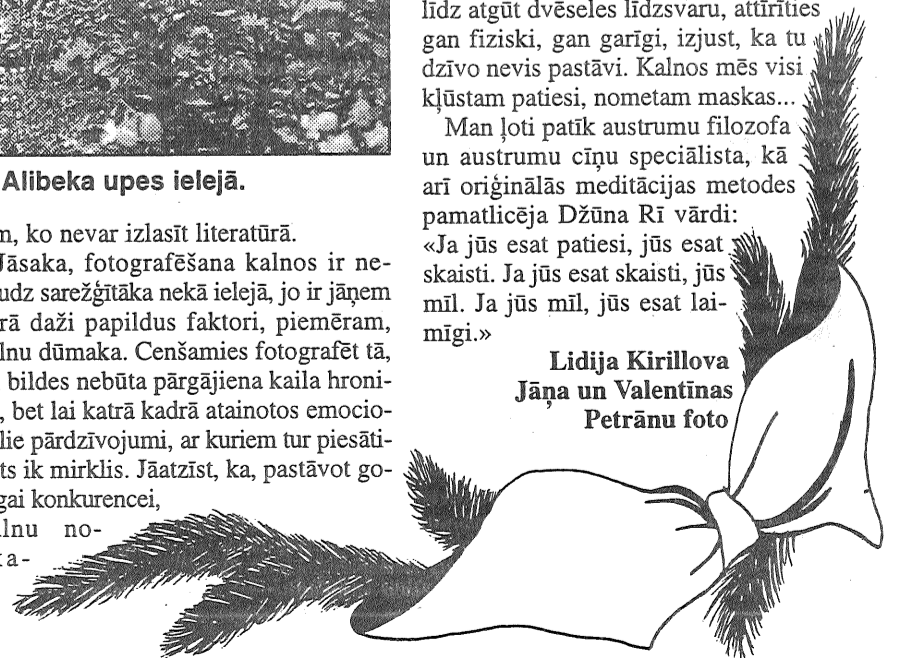 Alibeka upes ielejā.
m, ko nevar izlasīt literatūrā.
Jāsaka, fotografēšana kalnos ir ne-
udz sarežģītāka nekā ielejā, jo ir jāņem
rā daži papildus faktori, piemēram,
lnu dūmaka. Cenšamies fotografēt tā,
bildes nebūta pārgājiena kaila hroni-
, bet lai katrā kadrā atainotos emocio-
lie pārdzīvojumi, ar kuriem tur piesāti-
ts ik mirklis. Jāatzīst, ka, pastāvot go-
gai konkurencei,
lnu no-
ta-
līdz atgūt dvēseles līdzsvaru, attīrīties
gan fiziski, gan garīgi, izjust, ka tu
dzīvo nevis pastāvi. Kalnos mēs visi
kļūstam patiesi, nometam maskas...
Man ļoti patīk austrumu filozofa
un austrumu cīņu speciālista, kā
arī oriģinālās meditācijas metodes
pamatlicēja Džūna Rī vārdi:
«Ja jūs esat patiesi, jūs esat
skaisti. Ja jūs esat skaisti, jūs
mīl. Ja jūs mīl, jūs esat lai-
mīgi.»
Lidija Kirillova
Jāņa un Valentīnas
Petrānu foto